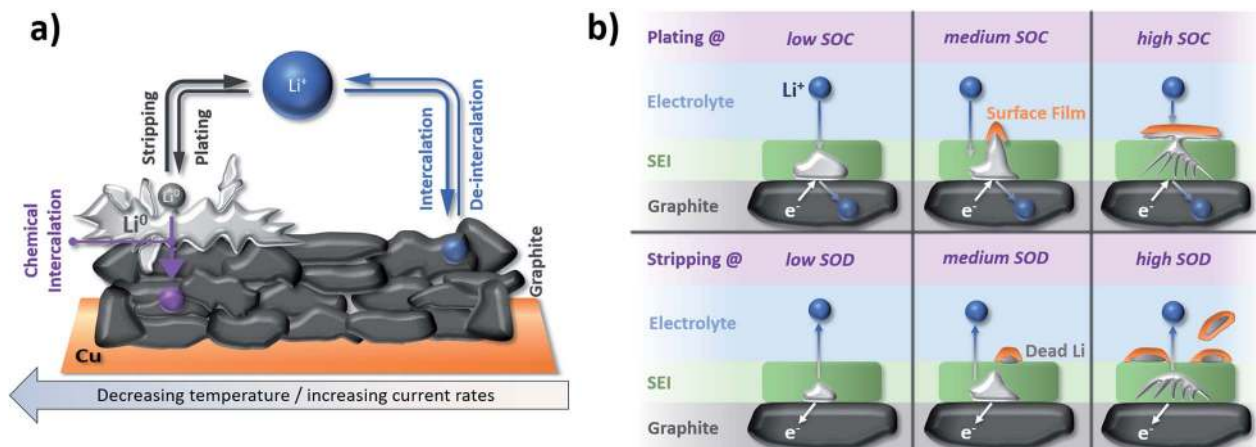 a)
Li⁺
Stripping
Plating
Intercalation
De-intercalation
Li⁰
Li⁰
Chemical
Intercalation
Graphite
Cu
Decreasing temperature / increasing current rates
b)
Plating @
low SOC
medium SOC
high SOC
Electrolyte
Li⁺
Surface Film
SEI
Graphite
e⁻
e⁻
e⁻
Stripping @
low SOD
medium SOD
high SOD
Electrolyte
Dead Li
SEI
Graphite
e⁻
e⁻
e⁻